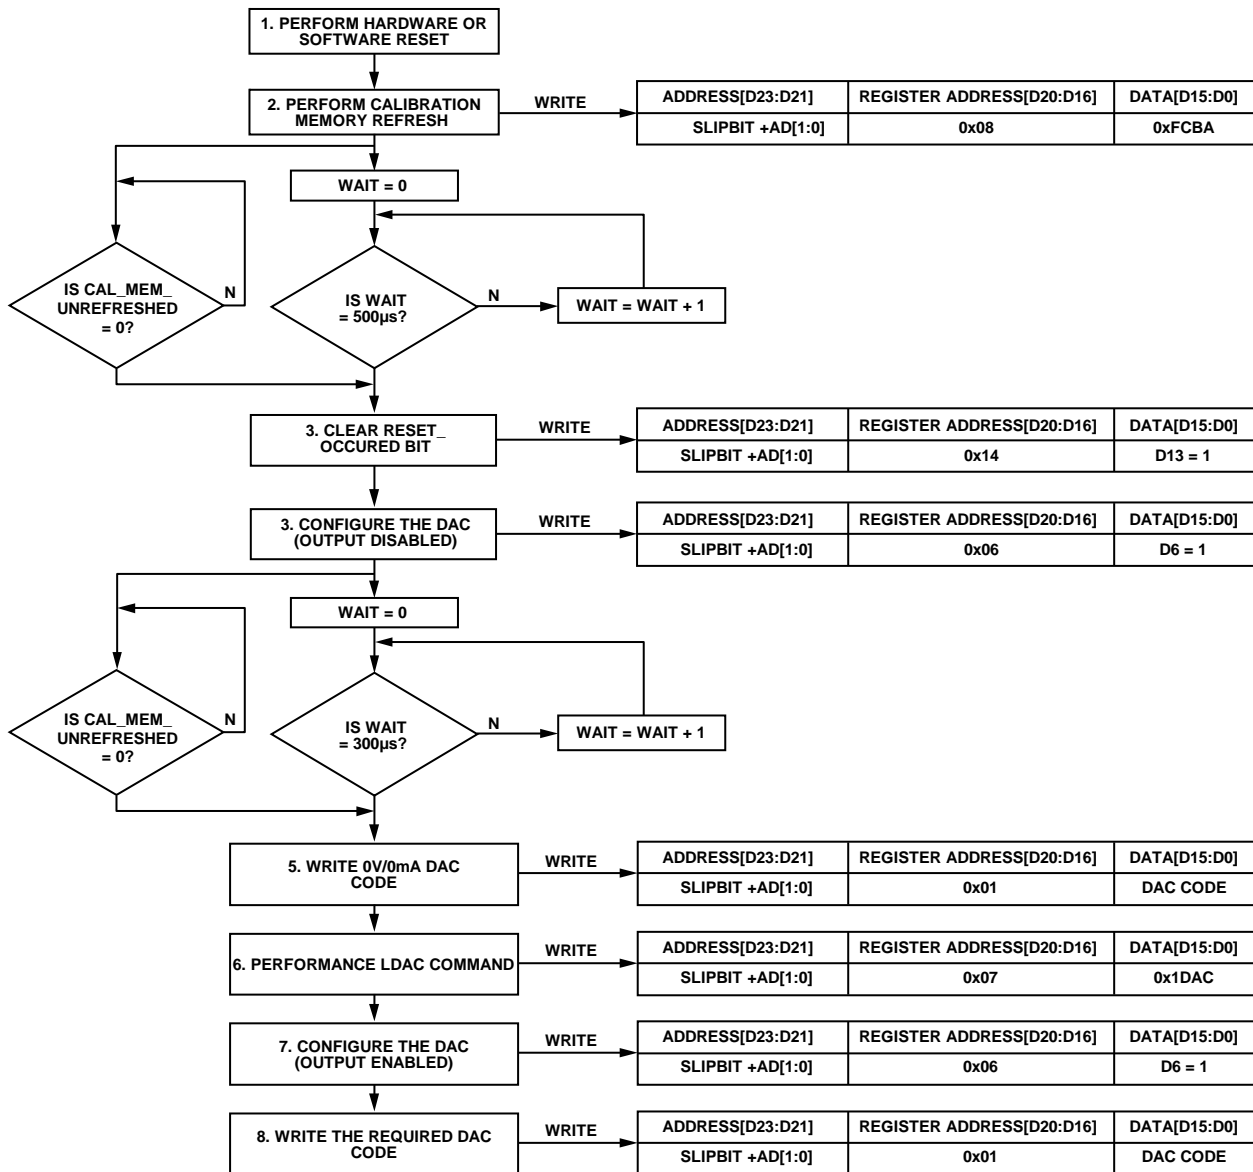 1. PERFORM HARDWARE OR
SOFTWARE RESET
2. PERFORM CALIBRATION
MEMORY REFRESH
WRITE
ADDRESS[D23:D21] REGISTER ADDRESS[D20:D16] DATA[D15:D0]
SLIPBIT +AD[1:0] 0x08 0xFCBA
WAIT = 0
IS CAL_MEM_
UNREFRESHED
= 0?
N
IS WAIT
= 500µs?
N
WAIT = WAIT + 1
3. CLEAR RESET_
OCCURED BIT
WRITE
ADDRESS[D23:D21] REGISTER ADDRESS[D20:D16] DATA[D15:D0]
SLIPBIT +AD[1:0] 0x14 D13 = 1
3. CONFIGURE THE DAC
(OUTPUT DISABLED)
WRITE
ADDRESS[D23:D21] REGISTER ADDRESS[D20:D16] DATA[D15:D0]
SLIPBIT +AD[1:0] 0x06 D6 = 1
WAIT = 0
IS CAL_MEM_
UNREFRESHED
= 0?
N
IS WAIT
= 300µs?
N
WAIT = WAIT + 1
5. WRITE 0V/0mA DAC
CODE
WRITE
ADDRESS[D23:D21] REGISTER ADDRESS[D20:D16] DATA[D15:D0]
SLIPBIT +AD[1:0] 0x01 DAC CODE
6. PERFORMANCE LDAC COMMAND
WRITE
ADDRESS[D23:D21] REGISTER ADDRESS[D20:D16] DATA[D15:D0]
SLIPBIT +AD[1:0] 0x07 0x1DAC
7. CONFIGURE THE DAC
(OUTPUT ENABLED)
WRITE
ADDRESS[D23:D21] REGISTER ADDRESS[D20:D16] DATA[D15:D0]
SLIPBIT +AD[1:0] 0x06 D6 = 1
8. WRITE THE REQUIRED DAC
CODE
WRITE
ADDRESS[D23:D21] REGISTER ADDRESS[D20:D16] DATA[D15:D0]
SLIPBIT +AD[1:0] 0x01 DAC CODE